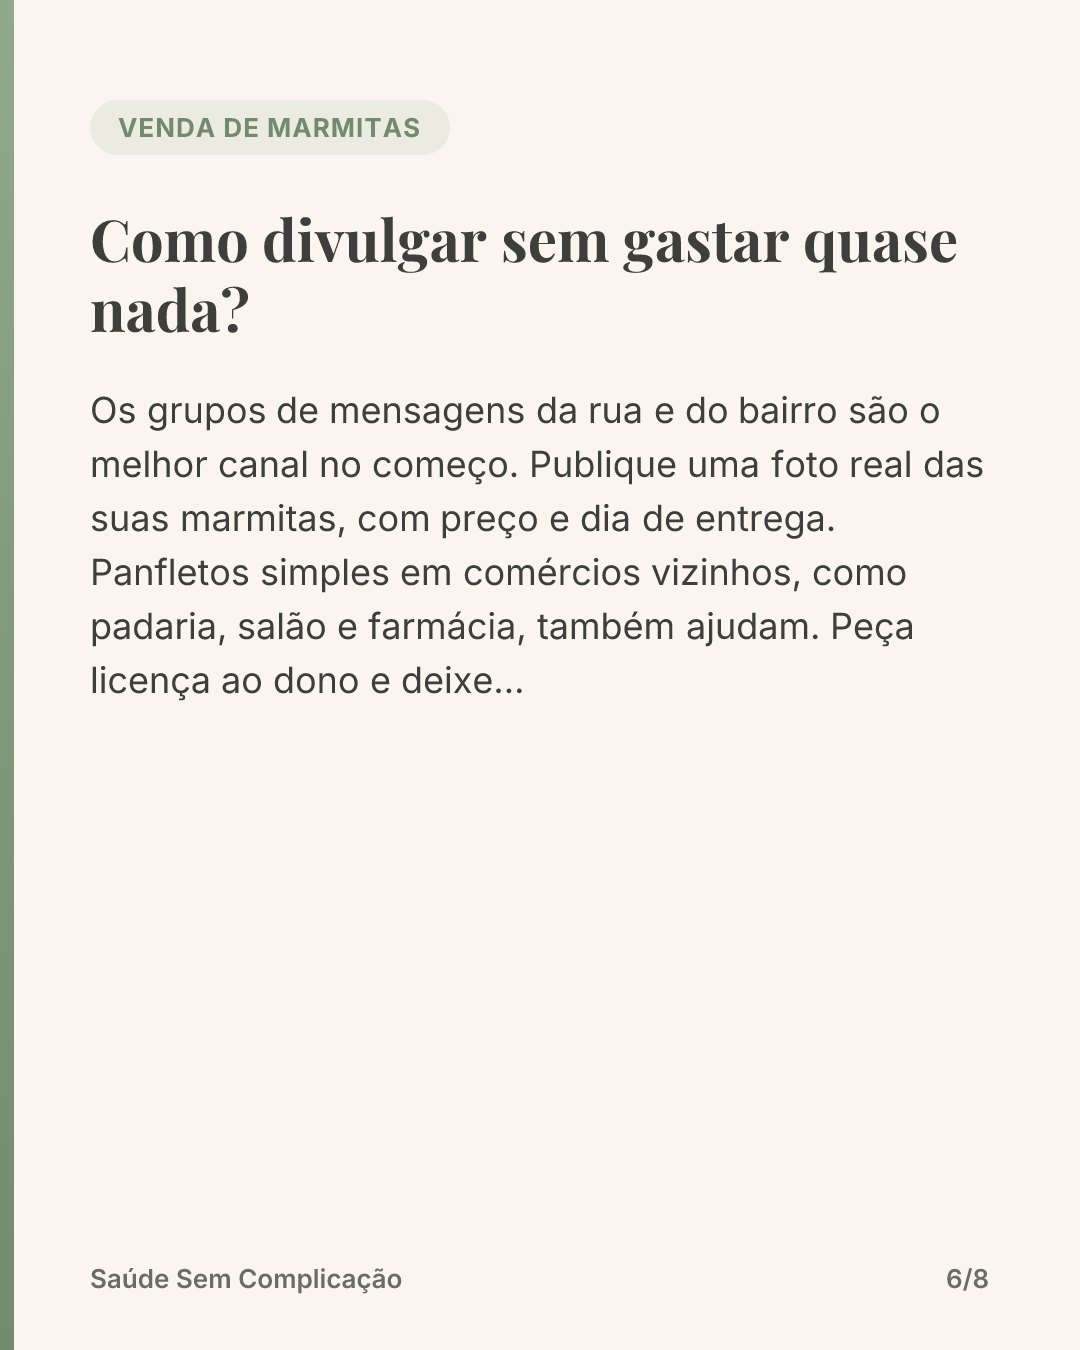 VENDA DE MARMITAS
Como divulgar sem gastar quase
nada?
Os grupos de mensagens da rua e do bairro são o
melhor canal no começo. Publique uma foto real das
suas marmitas, com preço e dia de entrega.
Panfletos simples em comércios vizinhos, como
padaria, salão e farmácia, também ajudam. Peça
licença ao dono e deixe...
Saúde Sem Complicação
6/8